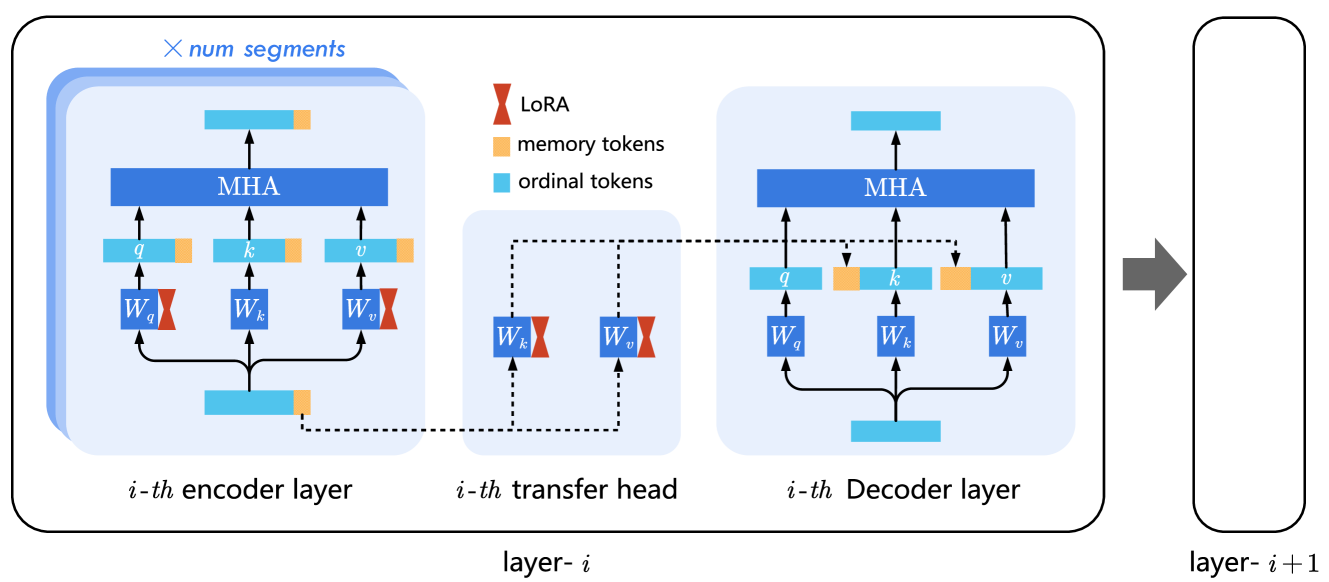 × num segments
LoRA
memory tokens
ordinal tokens
MHA
q k v
W_q W_k W_v
i-th encoder layer
W_k W_v
i-th transfer head
MHA
q k v
W_q W_k W_v
i-th Decoder layer
layer- i
layer- i + 1